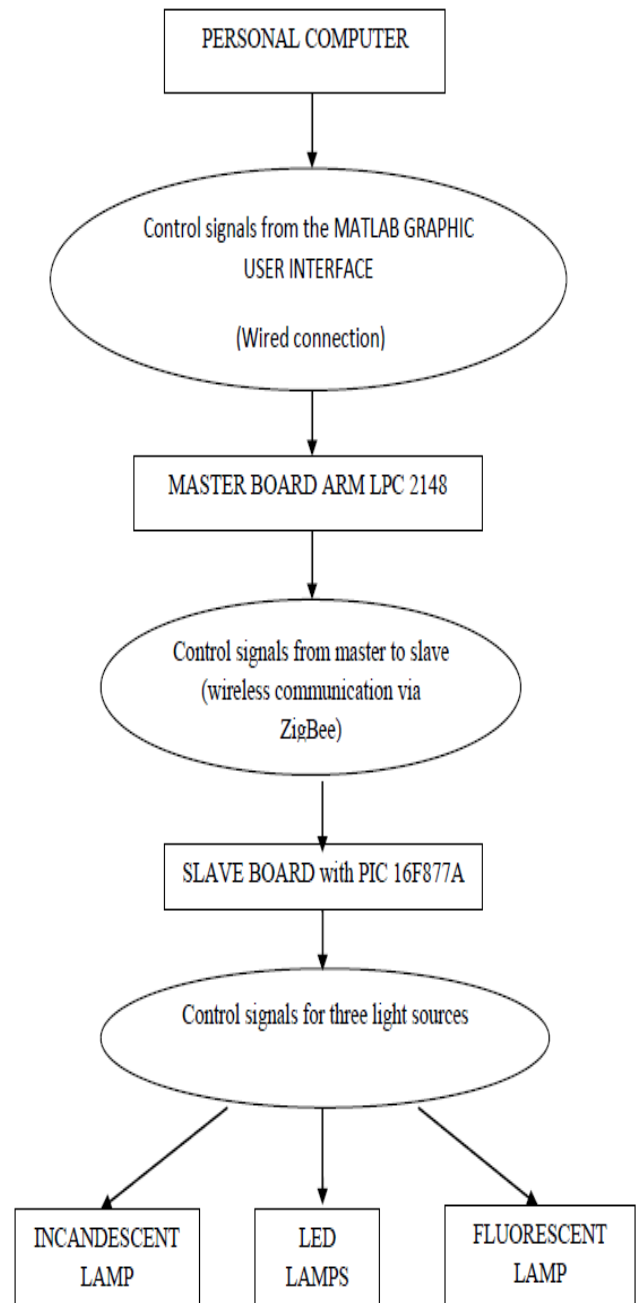 PERSONAL COMPUTER
Control signals from the MATLAB GRAPHIC
USER INTERFACE
(Wired connection)
MASTER BOARD ARM LPC 2148
Control signals from master to slave
(wireless communication via
ZigBee)
SLAVE BOARD with PIC 16F877A
Control signals for three light sources
INCANDESCENT
LAMP
LED
LAMPS
FLUORESCENT
LAMP